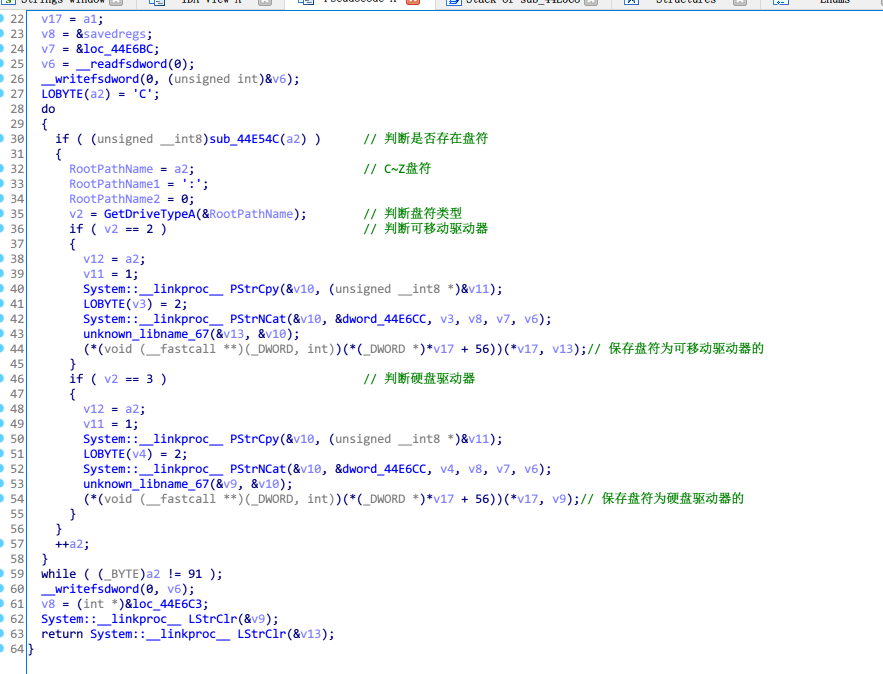 Strings window
IDA View-A
Pseudocode-A
Stack of sub_44E5C8
Structures
Enums
22 v17 = a1;
23 v8 = &savedregs;
24 v7 = &loc_44E6BC;
25 v6 = __readfsdword(0);
26 __writefsdword(0, (unsigned int)&v6);
27 LOBYTE(a2) = 'C';
28 do
29 {
30 if ( (unsigned __int8)sub_44E54C(a2) ) // 判断是否存在盘符
31 {
32 RootPathName = a2; // C~Z盘符
33 RootPathName1 = ':';
34 RootPathName2 = 0;
35 v2 = GetDriveTypeA(&RootPathName); // 判断盘符类型
36 if ( v2 == 2 ) // 判断可移动驱动器
37 {
38 v12 = a2;
39 v11 = 1;
40 System::__linkproc__ PStrCpy(&v10, (unsigned __int8 *)&v11);
41 LOBYTE(v3) = 2;
42 System::__linkproc__ PStrNCat(&v10, &dword_44E6CC, v3, v8, v7, v6);
43 unknown_libname_67(&v13, &v10);
44 (*(void (__fastcall **)(_DWORD, int))(*(_DWORD *)*v17 + 56))(*v17, v13);// 保存盘符为可移动驱动器的
45 }
46 if ( v2 == 3 ) // 判断硬盘驱动器
47 {
48 v12 = a2;
49 v11 = 1;
50 System::__linkproc__ PStrCpy(&v10, (unsigned __int8 *)&v11);
51 LOBYTE(v4) = 2;
52 System::__linkproc__ PStrNCat(&v10, &dword_44E6CC, v4, v8, v7, v6);
53 unknown_libname_67(&v9, &v10);
54 (*(void (__fastcall **)(_DWORD, int))(*(_DWORD *)*v17 + 56))(*v17, v9);// 保存盘符为硬盘驱动器的
55 }
56 }
57 ++a2;
58 }
59 while ( (_BYTE)a2 != 91 );
60 __writefsdword(0, v6);
61 v8 = (int *)&loc_44E6C3;
62 System::__linkproc__ LStrClr(&v9);
63 return System::__linkproc__ LStrClr(&v13);
64 }